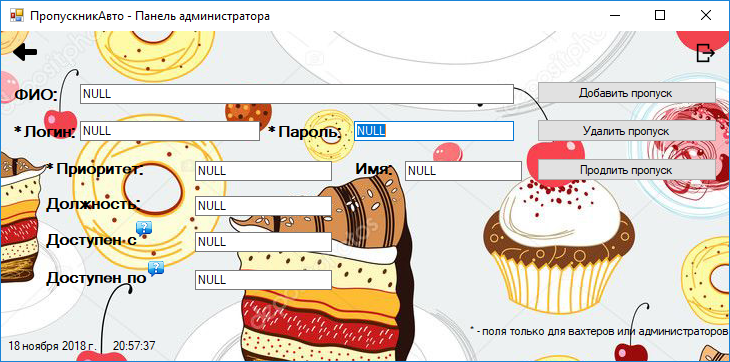 ПропускникАвто - Панель администратора
ФИО: NULL Добавить пропуск
* Логин: NULL * Пароль: NULL Удалить пропуск
* Приоритет: NULL Имя: NULL Продлить пропуск
Должность: NULL
Доступен с NULL
Доступен по NULL
* - поля только для вахтеров или администраторов
18 ноября 2018 г. 20:57:37